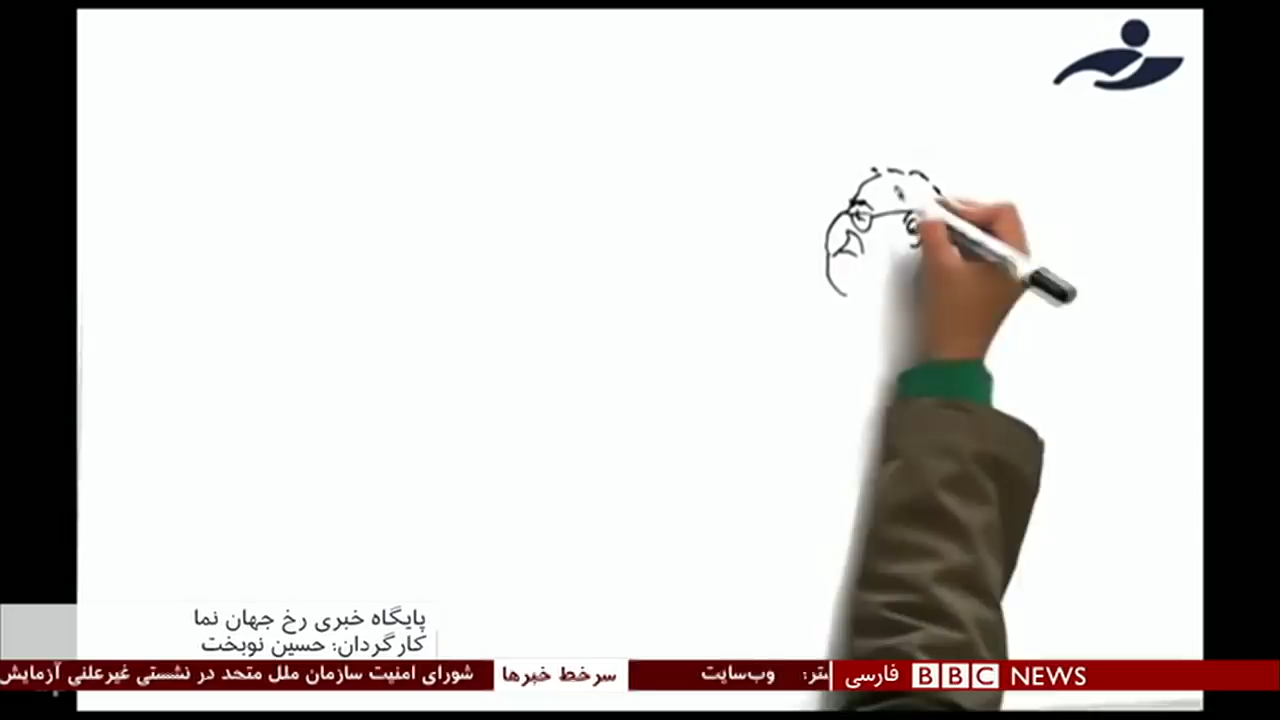 پایگاه خبری رخ جهان نما
کارگردان: حسین نوبخت
BBC NEWS فارسی
وب‌سایت
سرخط خبرها
شورای امنیت سازمان ملل متحد در نشستی غیرعلنی آزمایش